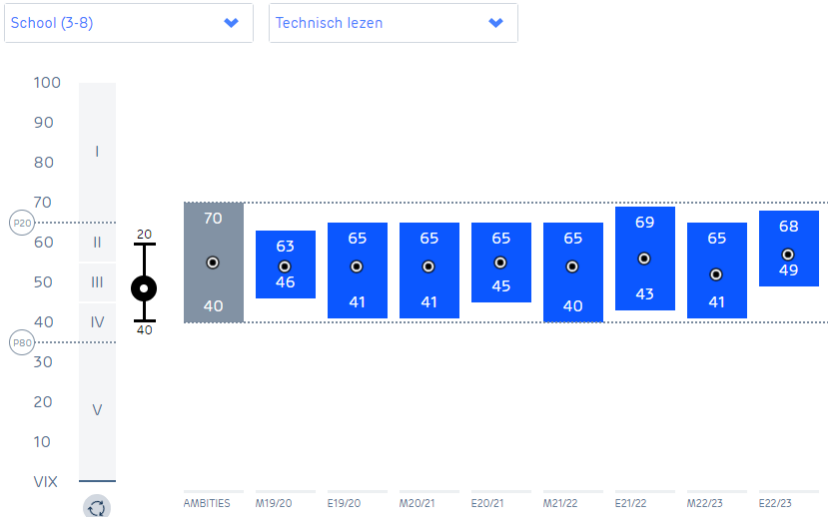 School (3-8)
Technisch lezen
100
90
80
70
60
50
40
30
20
10
VIX
P20
P80
I
II
III
IV
V
20
40
70
40
63
46
65
41
65
41
65
45
65
40
69
43
65
41
68
49
AMBITIES M19/20 E19/20 M20/21 E20/21 M21/22 E21/22 M22/23 E22/23